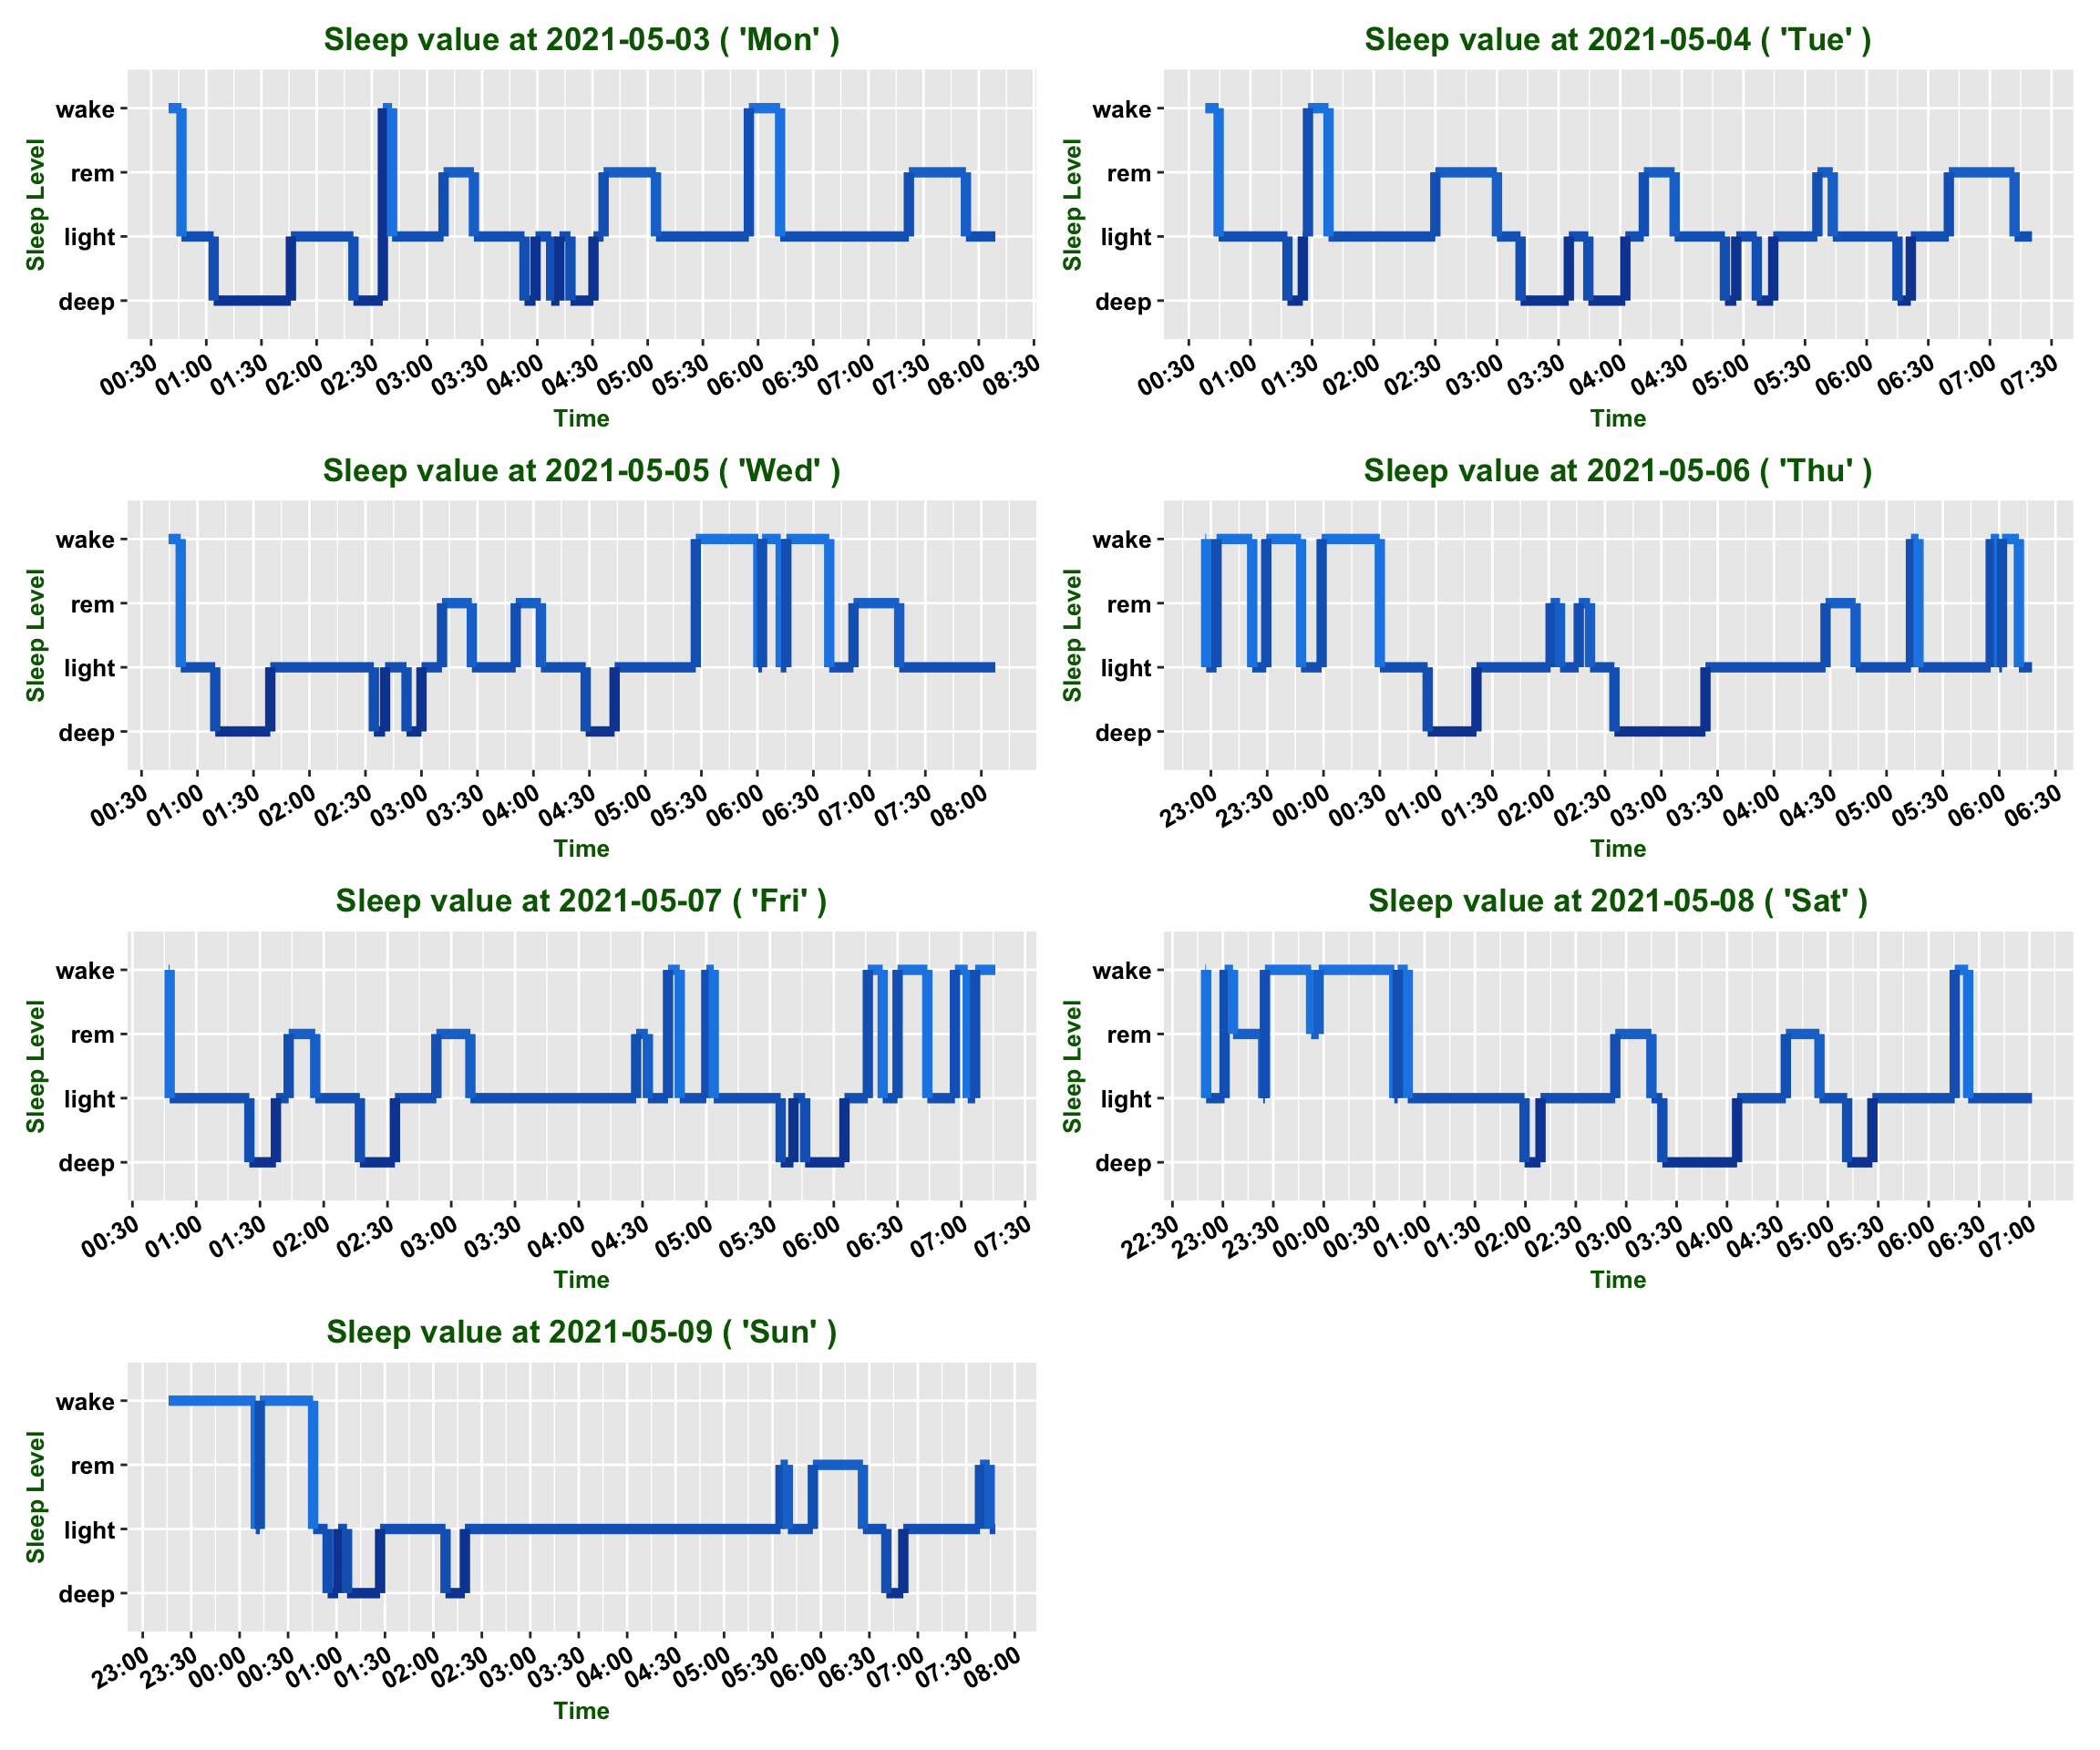 Sleep value at 2021-05-03 ( 'Mon' )
Sleep Level
wake
rem
light
deep
00:30 01:00 01:30 02:00 02:30 03:00 03:30 04:00 04:30 05:00 05:30 06:00 06:30 07:00 07:30 08:00 08:30
Time
Sleep value at 2021-05-04 ( 'Tue' )
Sleep Level
wake
rem
light
deep
00:30 01:00 01:30 02:00 02:30 03:00 03:30 04:00 04:30 05:00 05:30 06:00 06:30 07:00 07:30
Time
Sleep value at 2021-05-05 ( 'Wed' )
Sleep Level
wake
rem
light
deep
00:30 01:00 01:30 02:00 02:30 03:00 03:30 04:00 04:30 05:00 05:30 06:00 06:30 07:00 07:30 08:00
Time
Sleep value at 2021-05-06 ( 'Thu' )
Sleep Level
wake
rem
light
deep
23:00 23:30 00:00 00:30 01:00 01:30 02:00 02:30 03:00 03:30 04:00 04:30 05:00 05:30 06:00 06:30
Time
Sleep value at 2021-05-07 ( 'Fri' )
Sleep Level
wake
rem
light
deep
00:30 01:00 01:30 02:00 02:30 03:00 03:30 04:00 04:30 05:00 05:30 06:00 06:30 07:00 07:30
Time
Sleep value at 2021-05-08 ( 'Sat' )
Sleep Level
wake
rem
light
deep
22:30 23:00 23:30 00:00 00:30 01:00 01:30 02:00 02:30 03:00 03:30 04:00 04:30 05:00 05:30 06:00 06:30 07:00
Time
Sleep value at 2021-05-09 ( 'Sun' )
Sleep Level
wake
rem
light
deep
23:00 23:30 00:00 00:30 01:00 01:30 02:00 02:30 03:00 03:30 04:00 04:30 05:00 05:30 06:00 06:30 07:00 07:30 08:00
Time